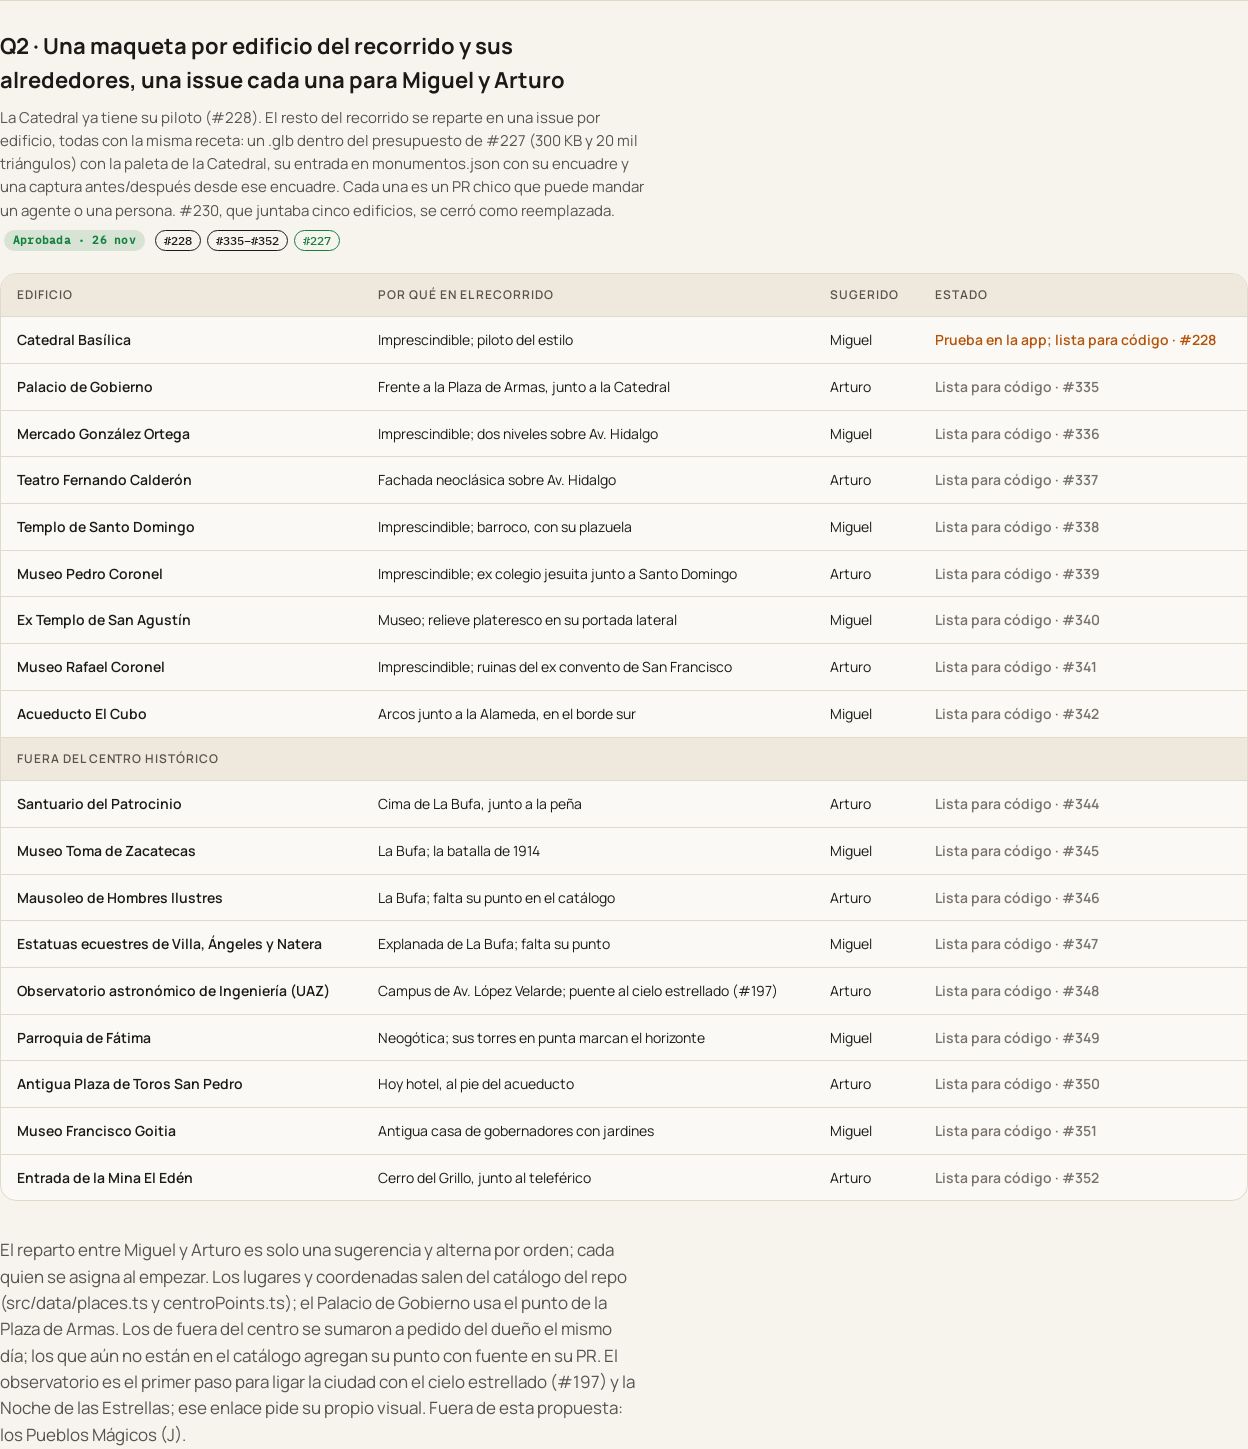 Q2 · Una maqueta por edificio del recorrido y sus
alrededores, una issue cada una para Miguel y Arturo
La Catedral ya tiene su piloto (#228). El resto del recorrido se reparte en una issue por
edificio, todas con la misma receta: un .glb dentro del presupuesto de #227 (300 KB y 20 mil
triángulos) con la paleta de la Catedral, su entrada en monumentos.json con su encuadre y
una captura antes/después desde ese encuadre. Cada una es un PR chico que puede mandar
un agente o una persona. #230, que juntaba cinco edificios, se cerró como reemplazada.
Aprobada · 26 nov #228 #335–#352 #227
EDIFICIO POR QUÉ EN EL RECORRIDO SUGERIDO ESTADO
Catedral Basílica Imprescindible; piloto del estilo Miguel Prueba en la app; lista para código · #228
Palacio de Gobierno Frente a la Plaza de Armas, junto a la Catedral Arturo Lista para código · #335
Mercado González Ortega Imprescindible; dos niveles sobre Av. Hidalgo Miguel Lista para código · #336
Teatro Fernando Calderón Fachada neoclásica sobre Av. Hidalgo Arturo Lista para código · #337
Templo de Santo Domingo Imprescindible; barroco, con su plazuela Miguel Lista para código · #338
Museo Pedro Coronel Imprescindible; ex colegio jesuita junto a Santo Domingo Arturo Lista para código · #339
Ex Templo de San Agustín Museo; relieve plateresco en su portada lateral Miguel Lista para código · #340
Museo Rafael Coronel Imprescindible; ruinas del ex convento de San Francisco Arturo Lista para código · #341
Acueducto El Cubo Arcos junto a la Alameda, en el borde sur Miguel Lista para código · #342
FUERA DEL CENTRO HISTÓRICO
Santuario del Patrocinio Cima de La Bufa, junto a la peña Arturo Lista para código · #344
Museo Toma de Zacatecas La Bufa; la batalla de 1914 Miguel Lista para código · #345
Mausoleo de Hombres Ilustres La Bufa; falta su punto en el catálogo Arturo Lista para código · #346
Estatuas ecuestres de Villa, Ángeles y Natera Explanada de La Bufa; falta su punto Miguel Lista para código · #347
Observatorio astronómico de Ingeniería (UAZ) Campus de Av. López Velarde; puente al cielo estrellado (#197) Arturo Lista para código · #348
Parroquia de Fátima Neogótica; sus torres en punta marcan el horizonte Miguel Lista para código · #349
Antigua Plaza de Toros San Pedro Hoy hotel, al pie del acueducto Arturo Lista para código · #350
Museo Francisco Goitia Antigua casa de gobernadores con jardines Miguel Lista para código · #351
Entrada de la Mina El Edén Cerro del Grillo, junto al teleférico Arturo Lista para código · #352
El reparto entre Miguel y Arturo es solo una sugerencia y alterna por orden; cada
quien se asigna al empezar. Los lugares y coordenadas salen del catálogo del repo
(src/data/places.ts y centroPoints.ts); el Palacio de Gobierno usa el punto de la
Plaza de Armas. Los de fuera del centro se sumaron a pedido del dueño el mismo
día; los que aún no están en el catálogo agregan su punto con fuente en su PR. El
observatorio es el primer paso para ligar la ciudad con el cielo estrellado (#197) y la
Noche de las Estrellas; ese enlace pide su propio visual. Fuera de esta propuesta:
los Pueblos Mágicos (J).